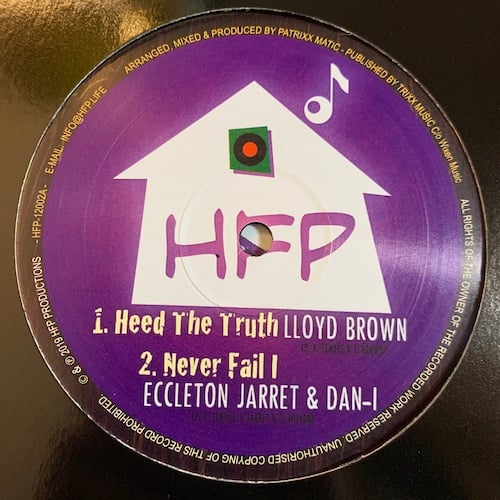 ARRANGED, MIXED & PRODUCED BY PATRIXX MATIC - PUBLISHED BY TRIXX MUSIC C/o Wixen Music
E-MAIL: INFO@HFP.LIFE
HFP
1. Heed The Truth LLOYD BROWN
2. Never Fail I
ECCLETON JARRET & DAN-I
© & ℗ 2019 HFP PRODUCTIONS - HFP-12002A -
ALL RIGHTS OF THE OWNER OF THE RECORDED WORK RESERVED. UNAUTHORISED COPYING OF THIS RECORD PROHIBITED.